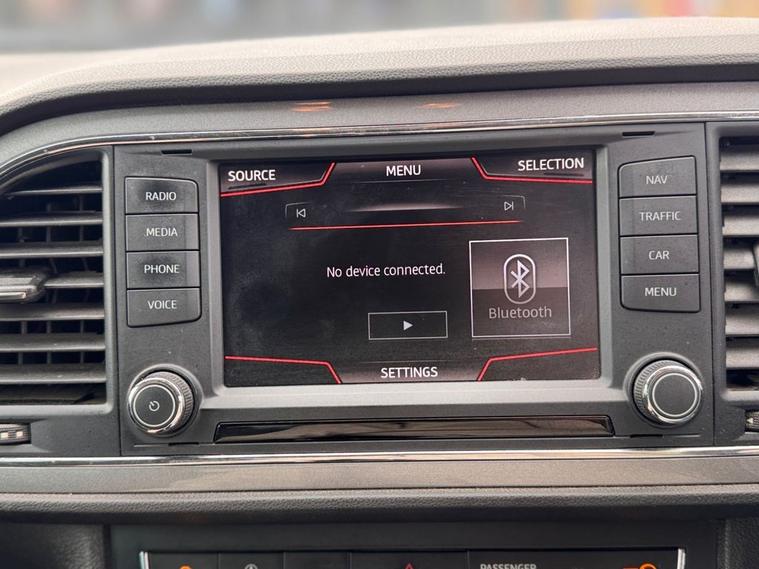 SOURCE
MENU
SELECTION
RADIO
MEDIA
PHONE
VOICE
No device connected.
Bluetooth
SETTINGS
NAV
TRAFFIC
CAR
MENU
PASSENGER